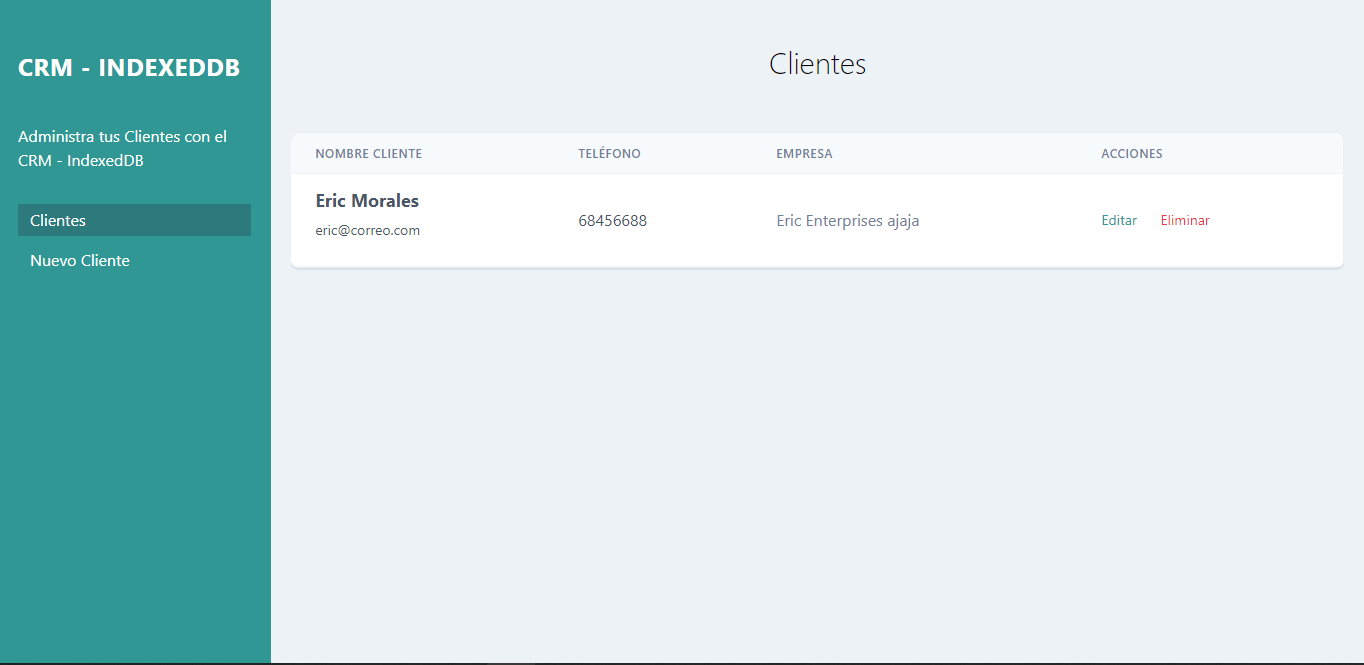 CRM - INDEXEDDB
Administra tus Clientes con el
CRM - IndexedDB
Clientes
Nuevo Cliente
Clientes
NOMBRE CLIENTE TELÉFONO EMPRESA ACCIONES
Eric Morales
eric@correo.com
68456688 Eric Enterprises ajaja Editar Eliminar